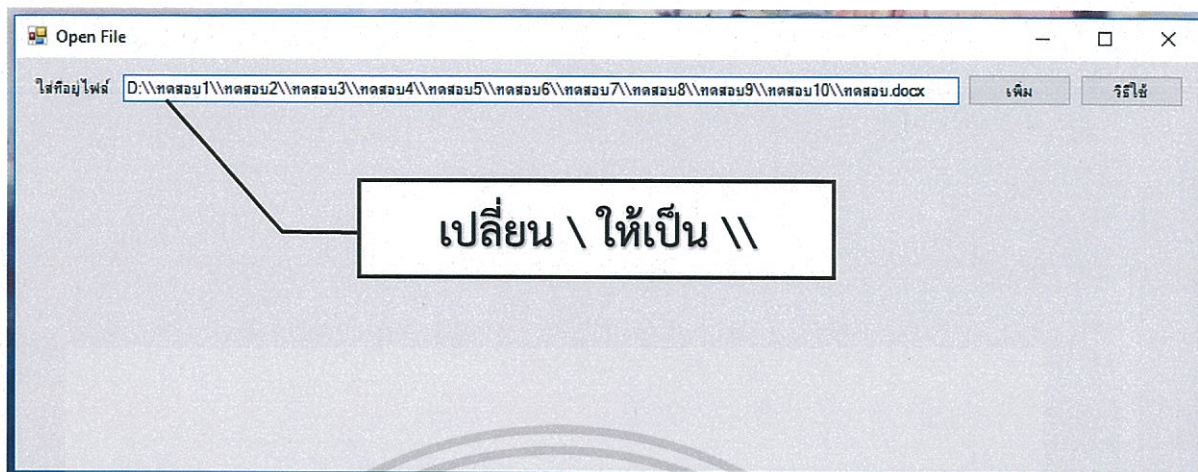 Open File
ใส่ที่อยู่ไฟล์ D:\\ทดสอบ1\\ทดสอบ2\\ทดสอบ3\\ทดสอบ4\\ทดสอบ5\\ทดสอบ6\\ทดสอบ7\\ทดสอบ8\\ทดสอบ9\\ทดสอบ10\\ทดสอบ.docx เพิ่ม วิธีใช้
เปลี่ยน \ ให้เป็น \\